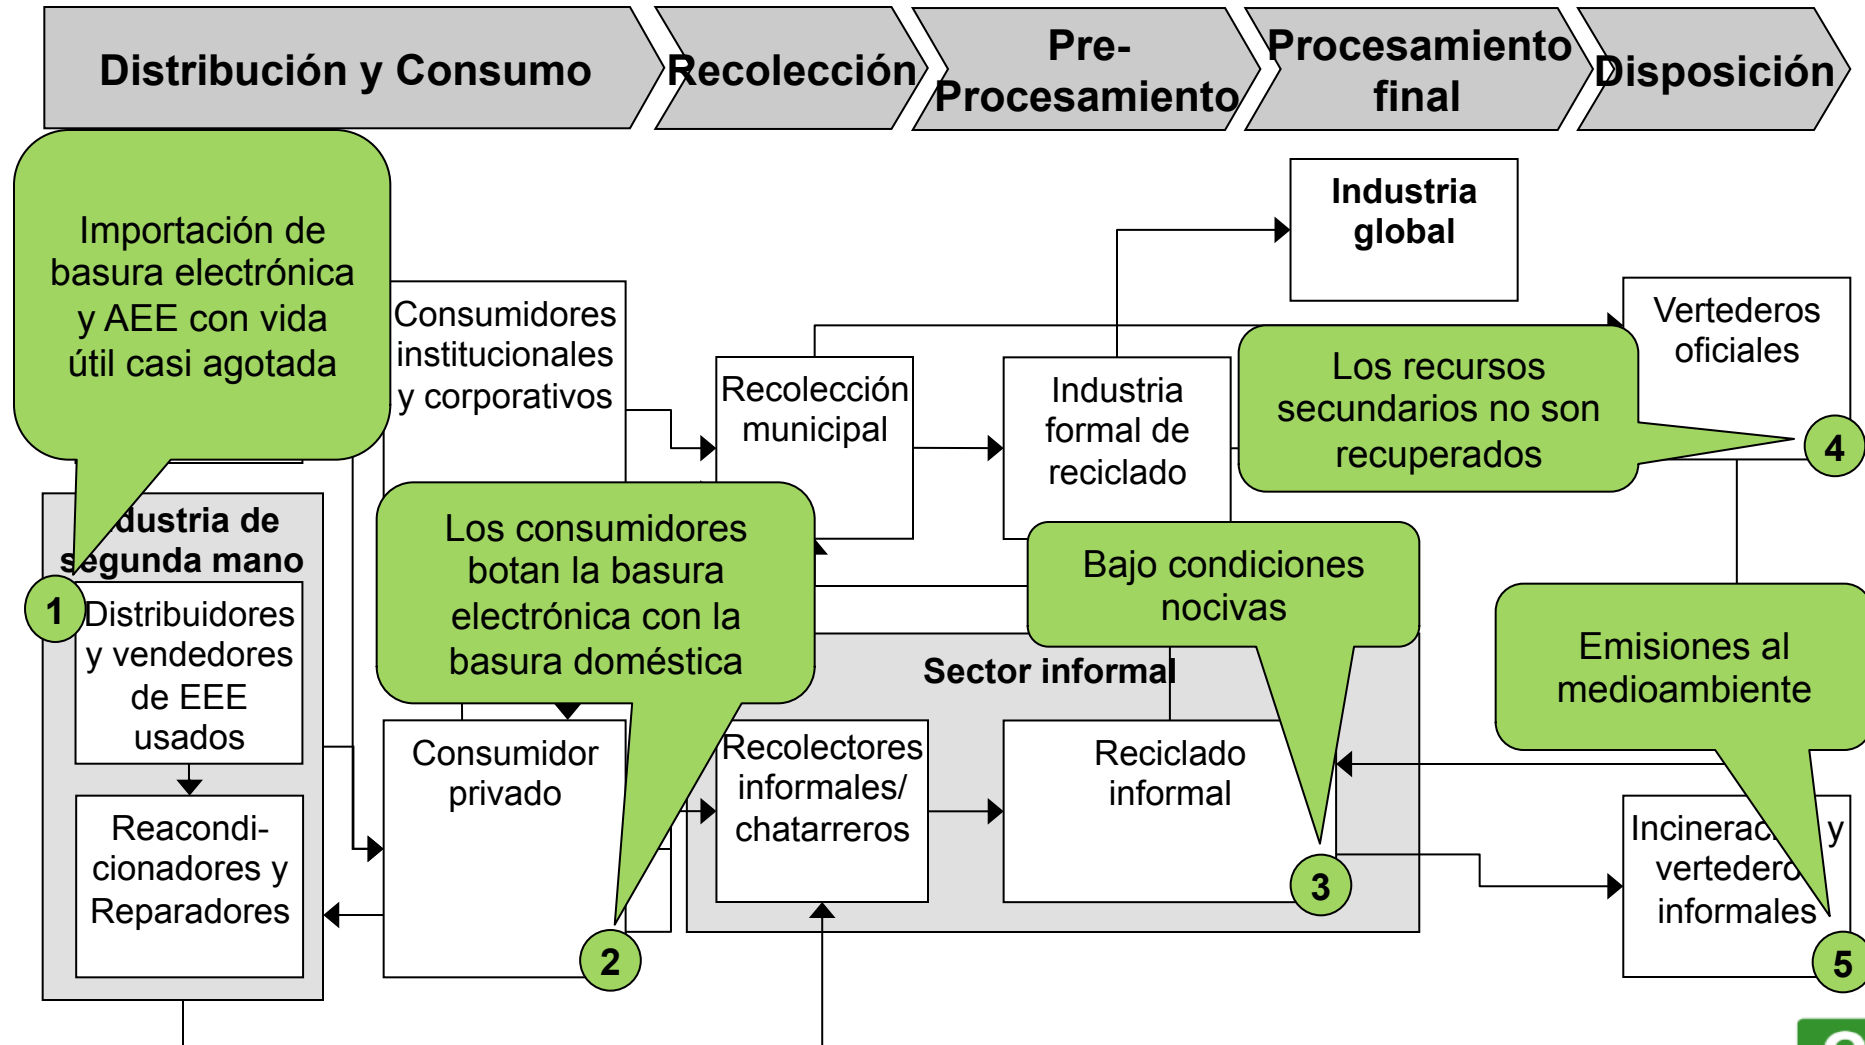 Distribución y Consumo
Recolección
Pre-
Procesamiento
Procesamiento
final
Disposición
Importación de
basura electrónica
y AEE con vida
útil casi agotada
Industria
global
Consumidores
institucionales
y corporativos
Recolección
municipal
Industria
formal de
reciclado
Vertederos
oficiales
Los recursos
secundarios no son
recuperados
4
dustria de
segunda mano
1
Distribuidores
y vendedores
de EEE
usados
Reacondi-
cionadores y
Reparadores
Los consumidores
botan la basura
electrónica con la
basura doméstica
Bajo condiciones
nocivas
Sector informal
Emisiones al
medioambiente
Consumidor
privado
2
Recolectores
informales/
chatarreros
Reciclado
informal
3
Incineraci y
vertedero
informales
5